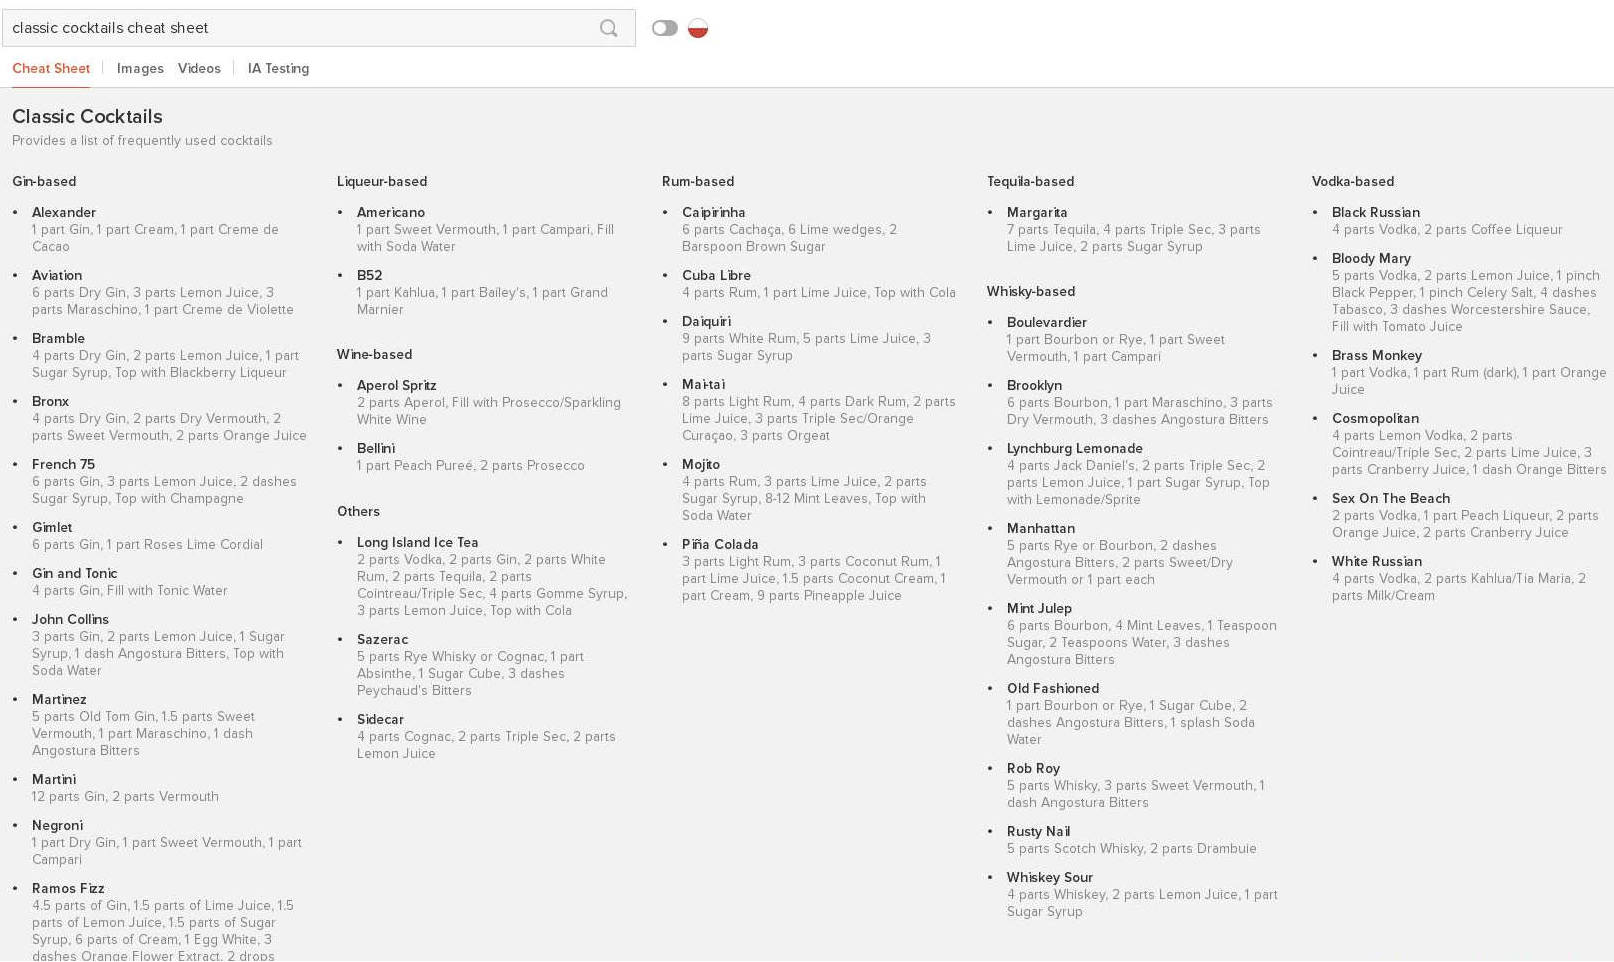 classic cocktails cheat sheet
Cheat Sheet
Images
Videos
IA Testing
Classic Cocktails
Provides a list of frequently used cocktails
Gin-based
Alexander
1 part Gin, 1 part Cream, 1 part Creme de
Cacao
Aviation
6 parts Dry Gin, 3 parts Lemon Juice, 3
parts Maraschino, 1 part Creme de Violette
Bramble
4 parts Dry Gin, 2 parts Lemon Juice, 1 part
Sugar Syrup, Top with Blackberry Liqueur
Bronx
4 parts Dry Gin, 2 parts Dry Vermouth, 2
parts Sweet Vermouth, 2 parts Orange Juice
French 75
6 parts Gin, 3 parts Lemon Juice, 2 dashes
Sugar Syrup, Top with Champagne
Gimlet
6 parts Gin, 1 part Roses Lime Cordial
Gin and Tonic
4 parts Gin, Fill with Tonic Water
John Collins
3 parts Gin, 2 parts Lemon Juice, 1 Sugar
Syrup, 1 dash Angostura Bitters, Top with
Soda Water
Martinez
5 parts Old Tom Gin, 1.5 parts Sweet
Vermouth, 1 part Maraschino, 1 dash
Angostura Bitters
Martini
12 parts Gin, 2 parts Vermouth
Negroni
1 part Dry Gin, 1 part Sweet Vermouth, 1 part
Campari
Ramos Fizz
4.5 parts of Gin, 1.5 parts of Lime Juice, 1.5
parts of Lemon Juice, 1.5 parts of Sugar
Syrup, 6 parts of Cream, 1 Egg White, 3
dashes Orange Flower Extract, 2 drops
Liqueur-based
Americano
1 part Sweet Vermouth, 1 part Campari, Fill
with Soda Water
B52
1 part Kahlua, 1 part Bailey's, 1 part Grand
Marnier
Wine-based
Aperol Spritz
2 parts Aperol, Fill with Prosecco/Sparkling
White Wine
Bellini
1 part Peach Pureé, 2 parts Prosecco
Others
Long Island Ice Tea
2 parts Vodka, 2 parts Gin, 2 parts White
Rum, 2 parts Tequila, 2 parts
Cointreau/Triple Sec, 4 parts Gomme Syrup,
3 parts Lemon Juice, Top with Cola
Sazerac
5 parts Rye Whisky or Cognac, 1 part
Absinthe, 1 Sugar Cube, 3 dashes
Peychaud's Bitters
Sidecar
4 parts Cognac, 2 parts Triple Sec, 2 parts
Lemon Juice
Rum-based
Caipirinha
6 parts Cachaça, 6 Lime wedges, 2
Barspoon Brown Sugar
Cuba Libre
4 parts Rum, 1 part Lime Juice, Top with Cola
Daiquiri
9 parts White Rum, 5 parts Lime Juice, 3
parts Sugar Syrup
Mai-tai
8 parts Light Rum, 4 parts Dark Rum, 2 parts
Lime Juice, 3 parts Triple Sec/Orange
Curaçao, 3 parts Orgeat
Mojito
4 parts Rum, 3 parts Lime Juice, 2 parts
Sugar Syrup, 8-12 Mint Leaves, Top with
Soda Water
Piña Colada
3 parts Light Rum, 3 parts Coconut Rum, 1
part Lime Juice, 1.5 parts Coconut Cream, 1
part Cream, 9 parts Pineapple Juice
Tequila-based
Margarita
7 parts Tequila, 4 parts Triple Sec, 3 parts
Lime Juice, 2 parts Sugar Syrup
Whisky-based
Boulevardier
1 part Bourbon or Rye, 1 part Sweet
Vermouth, 1 part Campari
Brooklyn
6 parts Bourbon, 1 part Maraschino, 3 parts
Dry Vermouth, 3 dashes Angostura Bitters
Lynchburg Lemonade
4 parts Jack Daniel's, 2 parts Triple Sec, 2
parts Lemon Juice, 1 part Sugar Syrup, Top
with Lemonade/Sprite
Manhattan
5 parts Rye or Bourbon, 2 dashes
Angostura Bitters, 2 parts Sweet/Dry
Vermouth or 1 part each
Mint Julep
6 parts Bourbon, 4 Mint Leaves, 1 Teaspoon
Sugar, 2 Teaspoons Water, 3 dashes
Angostura Bitters
Old Fashioned
1 part Bourbon or Rye, 1 Sugar Cube, 2
dashes Angostura Bitters, 1 splash Soda
Water
Rob Roy
5 parts Whisky, 3 parts Sweet Vermouth, 1
dash Angostura Bitters
Rusty Nail
5 parts Scotch Whisky, 2 parts Drambuie
Whiskey Sour
4 parts Whiskey, 2 parts Lemon Juice, 1 part
Sugar Syrup
Vodka-based
Black Russian
4 parts Vodka, 2 parts Coffee Liqueur
Bloody Mary
5 parts Vodka, 2 parts Lemon Juice, 1 pinch
Black Pepper, 1 pinch Celery Salt, 4 dashes
Tabasco, 3 dashes Worcestershire Sauce,
Fill with Tomato Juice
Brass Monkey
1 part Vodka, 1 part Rum (dark), 1 part Orange
Juice
Cosmopolitan
4 parts Lemon Vodka, 2 parts
Cointreau/Triple Sec, 2 parts Lime Juice, 3
parts Cranberry Juice, 1 dash Orange Bitters
Sex On The Beach
2 parts Vodka, 1 part Peach Liqueur, 2 parts
Orange Juice, 2 parts Cranberry Juice
White Russian
4 parts Vodka, 2 parts Kahlua/Tia Maria, 2
parts Milk/Cream